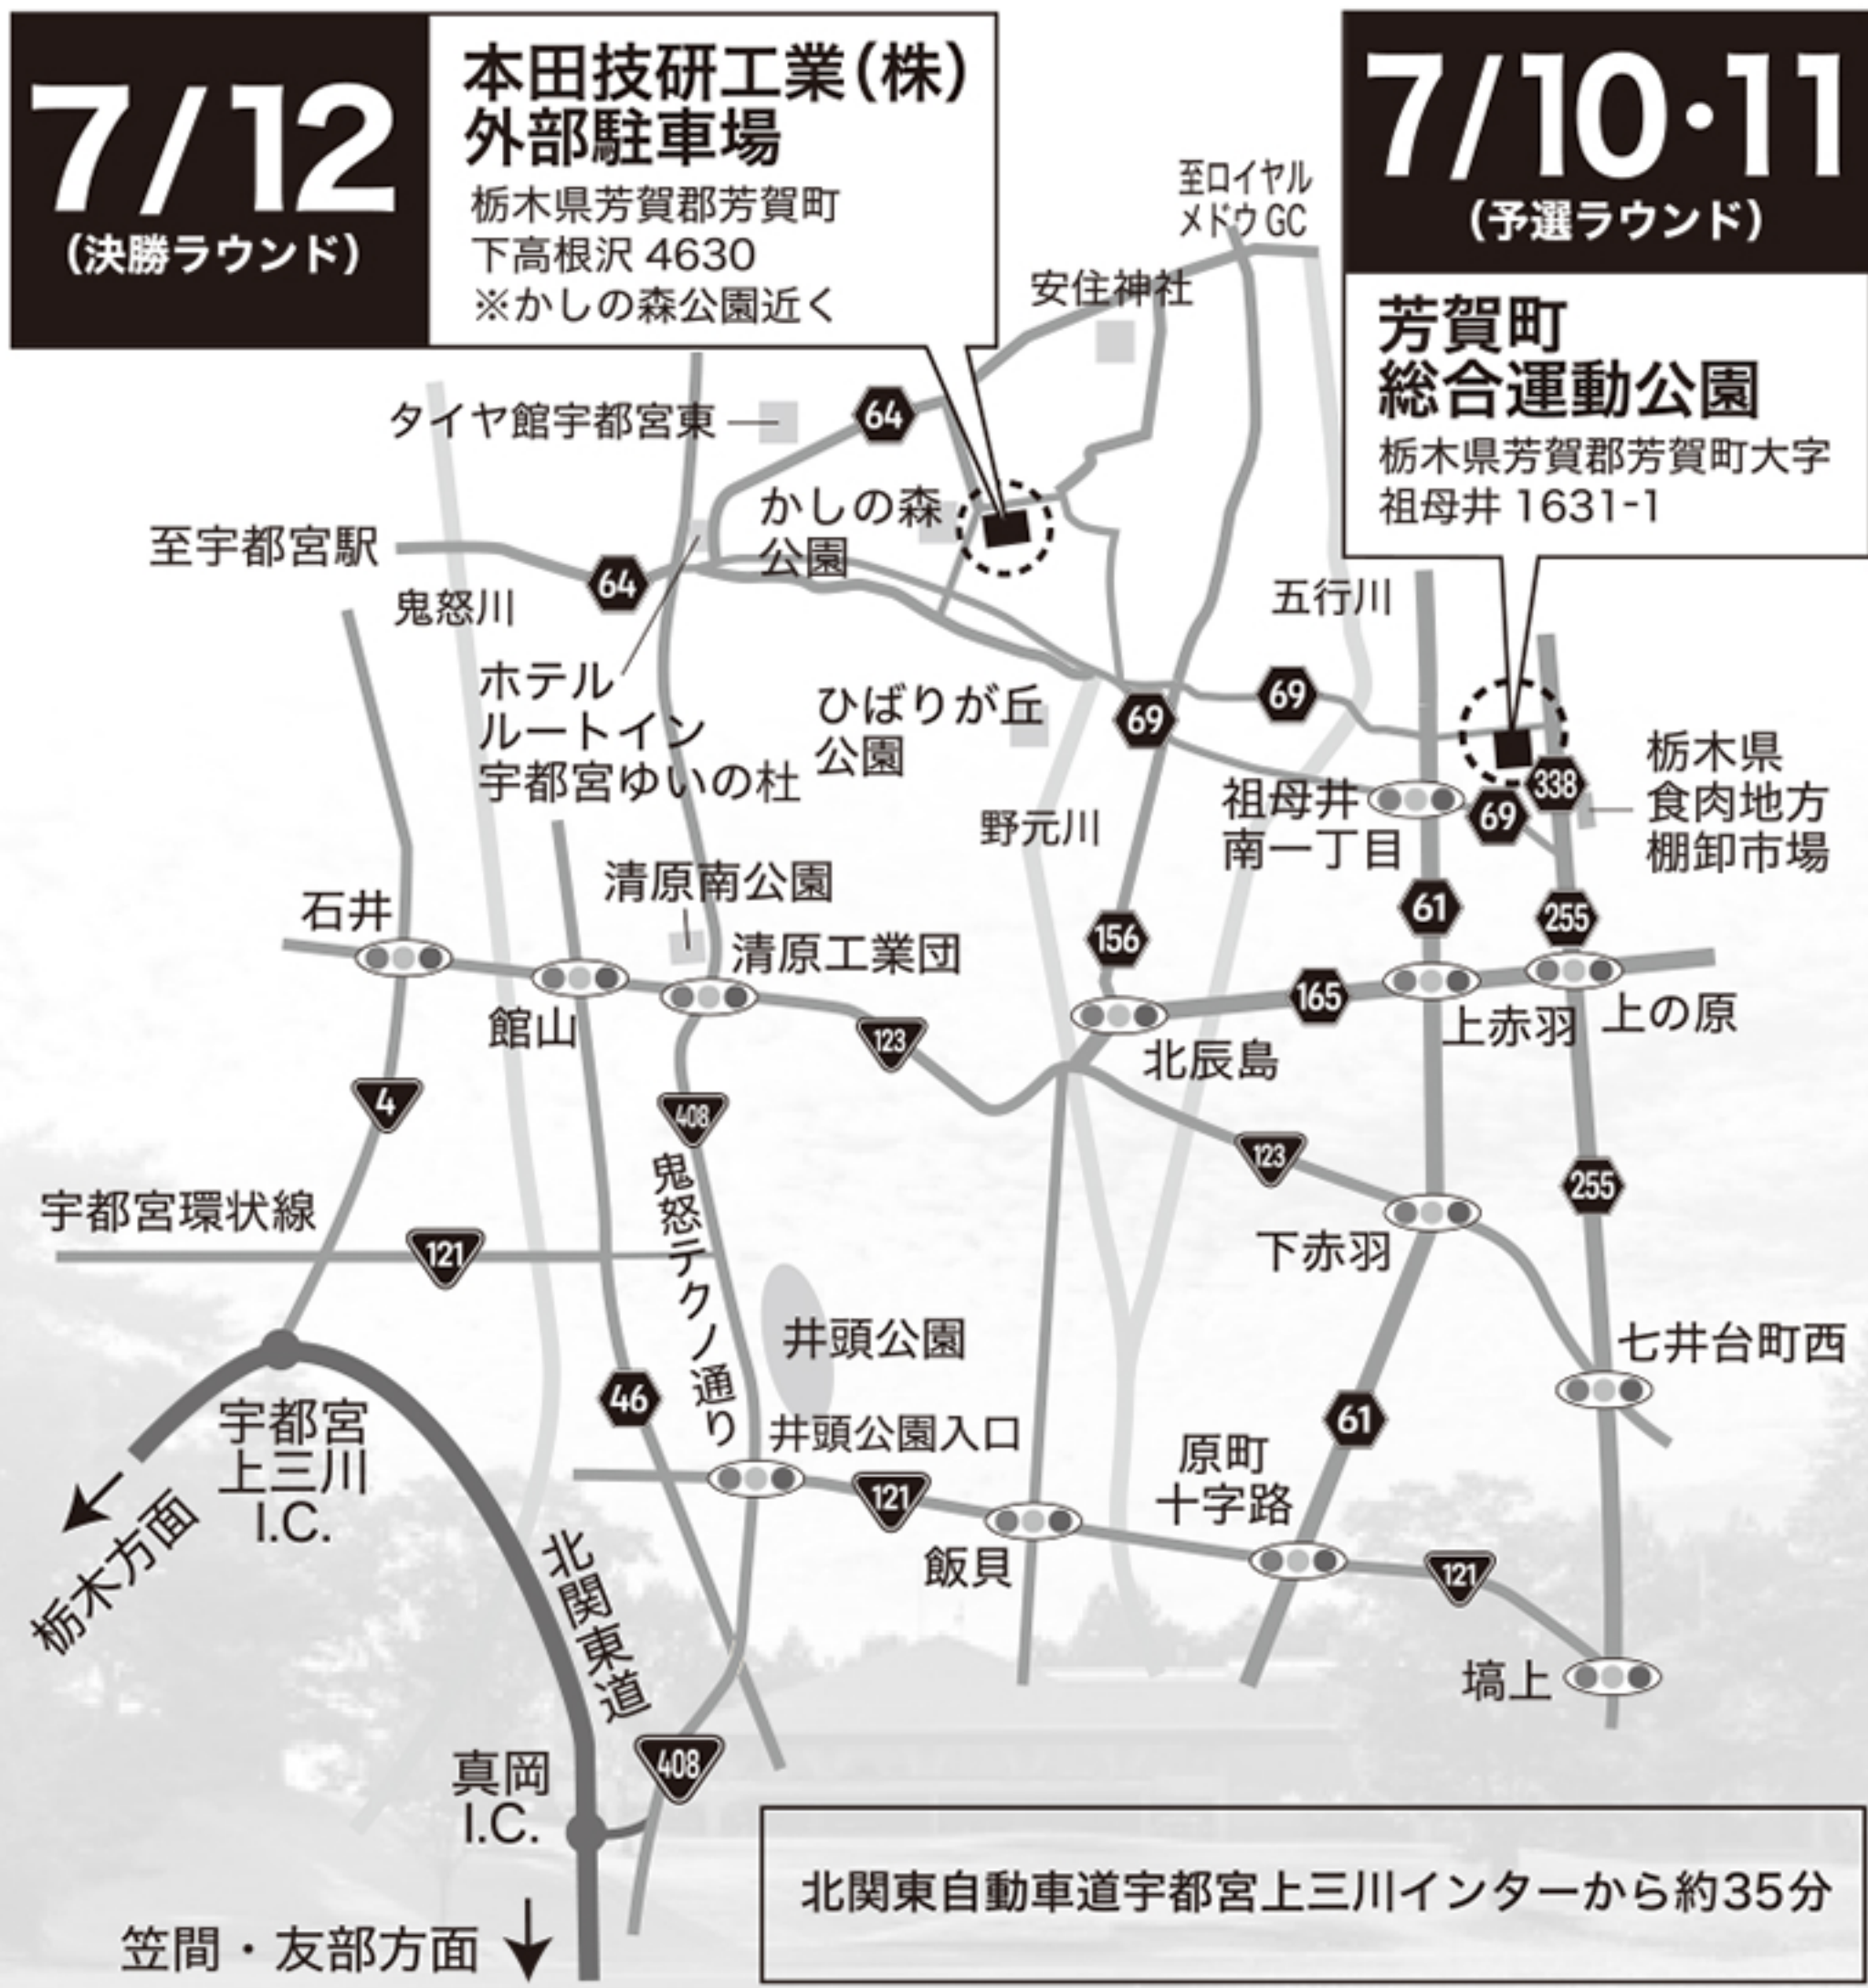 7/12
(決勝ラウンド)
本田技研工業(株)
外部駐車場
栃木県芳賀郡芳賀町
下高根沢 4630
※かしの森公園近く
7/10・11
(予選ラウンド)
芳賀町
総合運動公園
栃木県芳賀郡芳賀町大字
祖母井 1631-1
至ロイヤル
メドウ GC
安住神社
タイヤ館宇都宮東
64
かしの森
公園
至宇都宮駅
64
鬼怒川
五行川
ホテル
ルートイン
宇都宮ゆいの杜
ひばりが丘
公園
69
69
338
69
栃木県
食肉地方
棚卸市場
祖母井
南一丁目
野元川
清原南公園
石井
61
255
156
清原工業団
165
館山
上赤羽
上の原
北辰島
123
4
408
123
255
鬼怒テクノ通り
宇都宮環状線
121
下赤羽
井頭公園
七井台町西
46
61
宇都宮
上三川
I.C.
井頭公園入口
原町
十字路
121
飯貝
121
栃木方面
北関東道
塙上
408
真岡
I.C.
笠間・友部方面
北関東自動車道宇都宮上三川インターから約35分